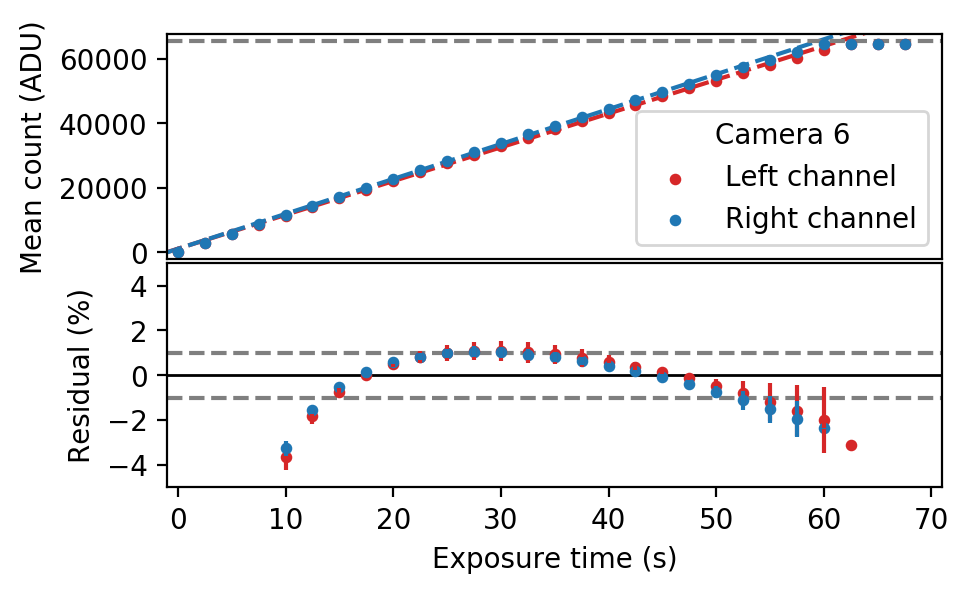 Mean count (ADU)
60000
40000
20000
0
Camera 6
Left channel
Right channel
Residual (%)
4
2
0
−2
−4
0 10 20 30 40 50 60 70
Exposure time (s)